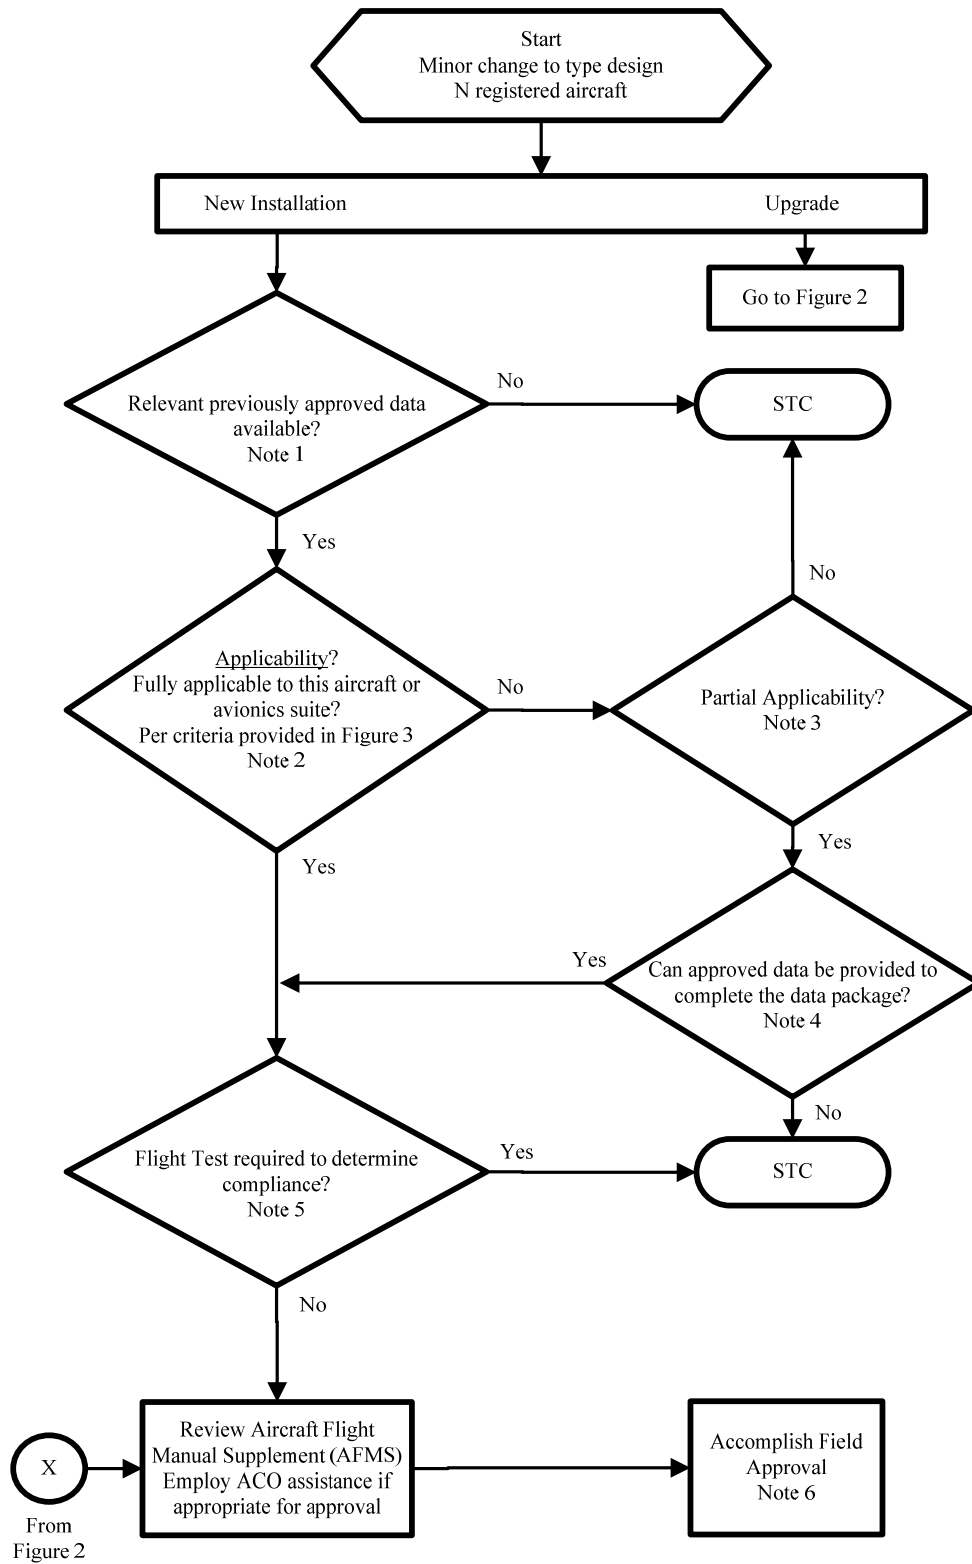 Start
Minor change to type design
N registered aircraft
New Installation
Upgrade
Go to Figure 2
Relevant previously approved data
available?
Note 1
No
STC
Yes
No
Applicability?
Fully applicable to this aircraft or
avionics suite?
Per criteria provided in Figure 3
Note 2
No
Partial Applicability?
Note 3
Yes
Yes
Yes
Can approved data be provided to
complete the data package?
Note 4
No
Flight Test required to determine
compliance?
Note 5
Yes
STC
No
Review Aircraft Flight
Manual Supplement (AFMS)
Employ ACO assistance if
appropriate for approval
Accomplish Field
Approval
Note 6
X
From
Figure 2